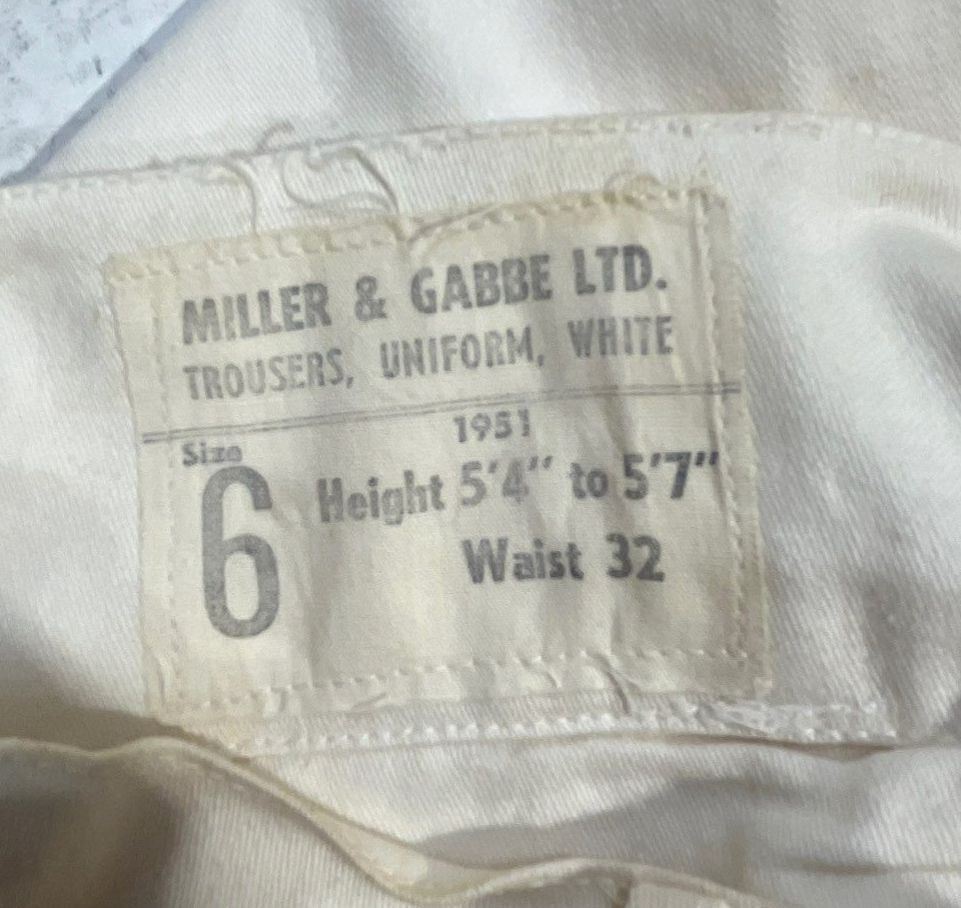 MILLER & GABBE LTD.
TROUSERS, UNIFORM, WHITE
1951
Size
6
Height 5'4" to 5'7"
Waist 32